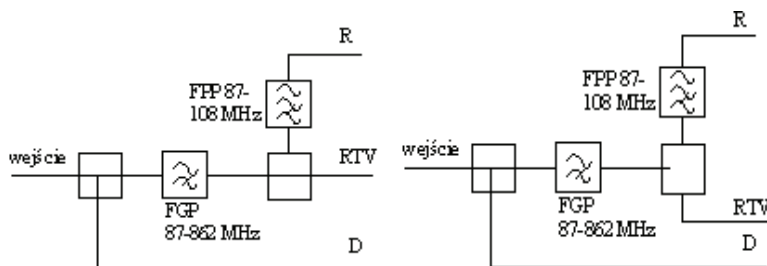 R
FPP 87-
108 MHz
wejście
RTV
FGP
87-862 MHz
D
R
FPP 87-
108 MHz
wejście
FGP
87-862 MHz
RTV
D